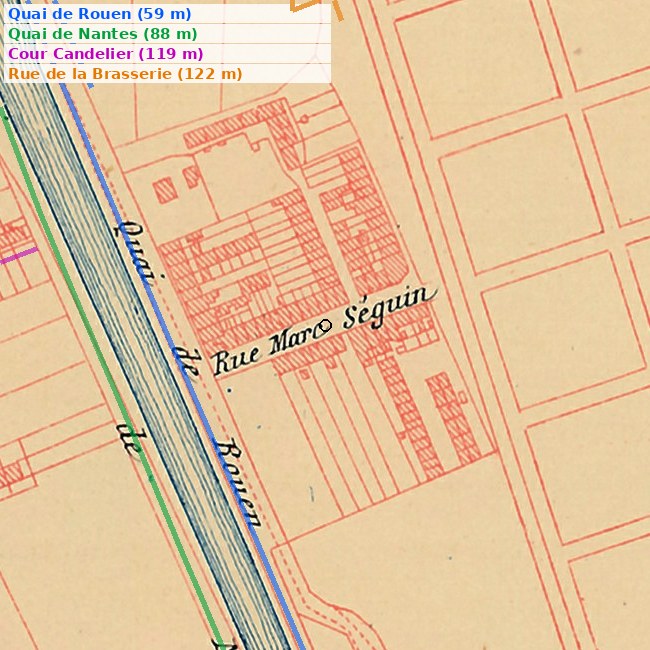 Quai de Rouen (59 m)
Quai de Nantes (88 m)
Cour Candelier (119 m)
Rue de la Brasserie (122 m)
Quai de Rouen
Rue Marc Séguin
de